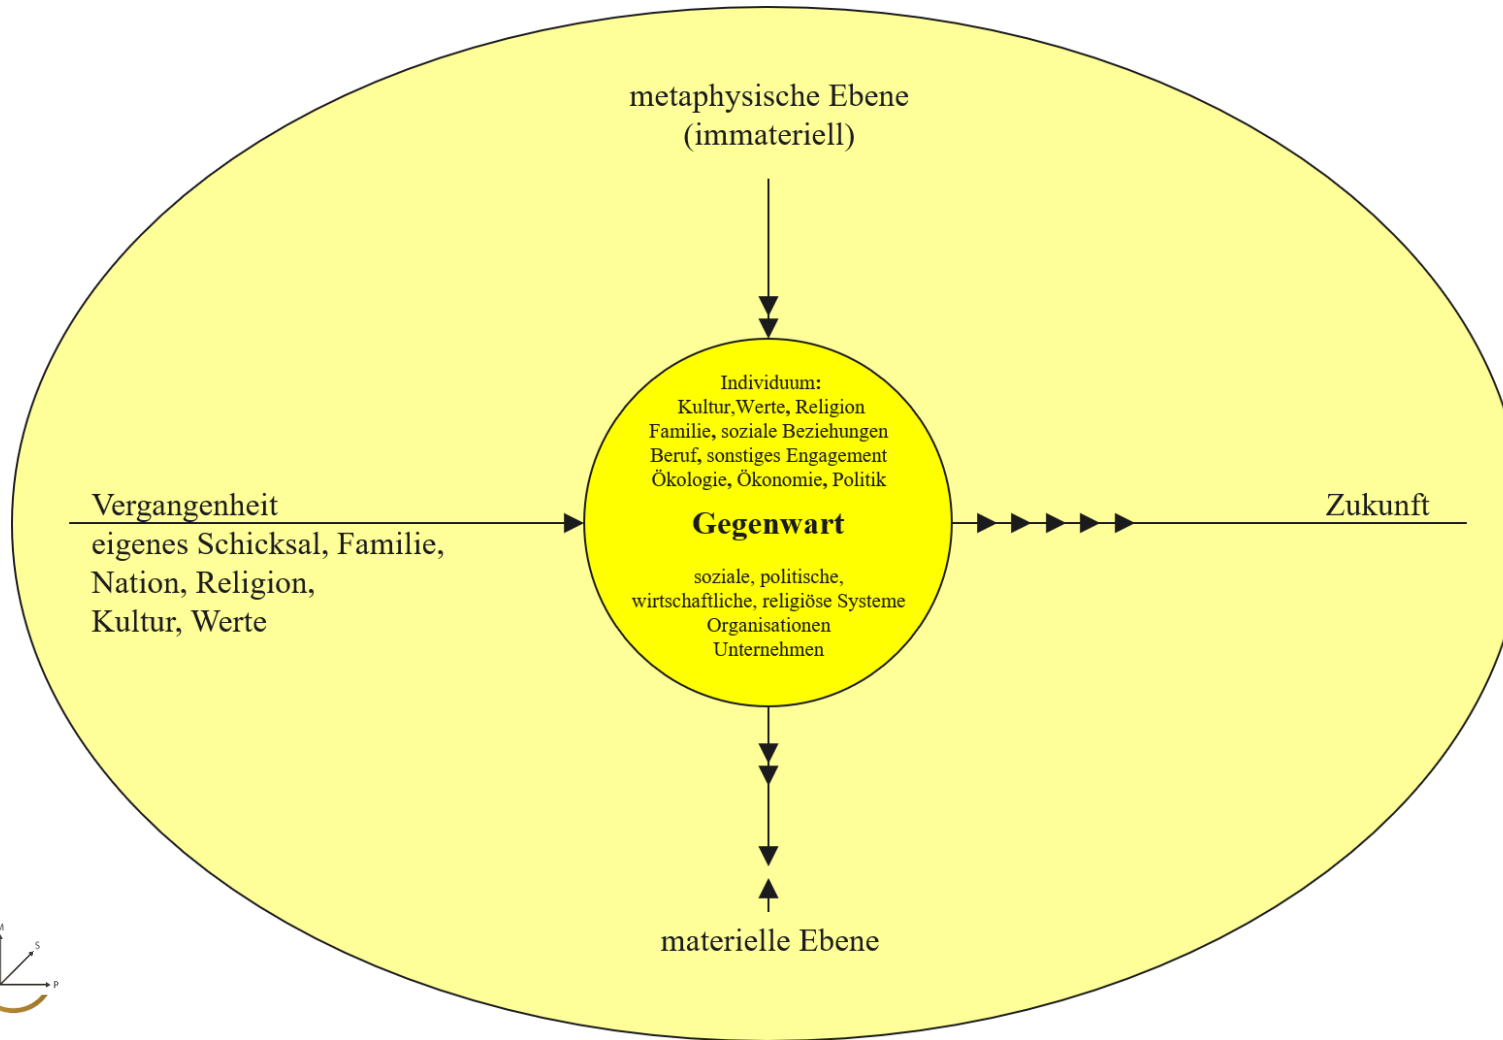 metaphysische Ebene
(immateriell)
Individuum:
Kultur,Werte, Religion
Familie, soziale Beziehungen
Beruf, sonstiges Engagement
Ökologie, Ökonomie, Politik
Gegenwart
soziale, politische,
wirtschaftliche, religiöse Systeme
Organisationen
Unternehmen
Vergangenheit
eigenes Schicksal, Familie,
Nation, Religion,
Kultur, Werte
Zukunft
materielle Ebene
M
S
P